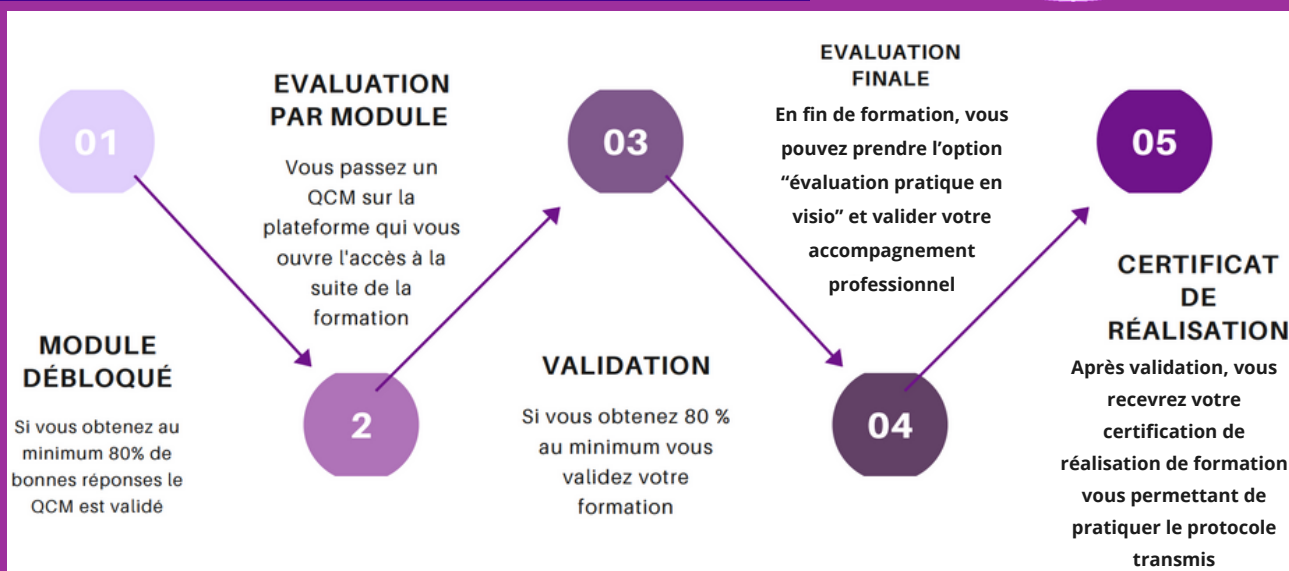 01
MODULE
DÉBLOQUÉ
Si vous obtenez au
minimum 80% de
bonnes réponses le
QCM est validé
EVALUATION
PAR MODULE
Vous passez un
QCM sur la
plateforme qui vous
ouvre l'accès à la
suite de la
formation
2
03
VALIDATION
Si vous obtenez 80 %
au minimum vous
validez votre
formation
EVALUATION
FINALE
En fin de formation, vous
pouvez prendre l’option
“évaluation pratique en
visio” et valider votre
accompagnement
professionnel
04
05
CERTIFICAT
DE
RÉALISATION
Après validation, vous
recevrez votre
certification de
réalisation de formation
vous permettant de
pratiquer le protocole
transmis